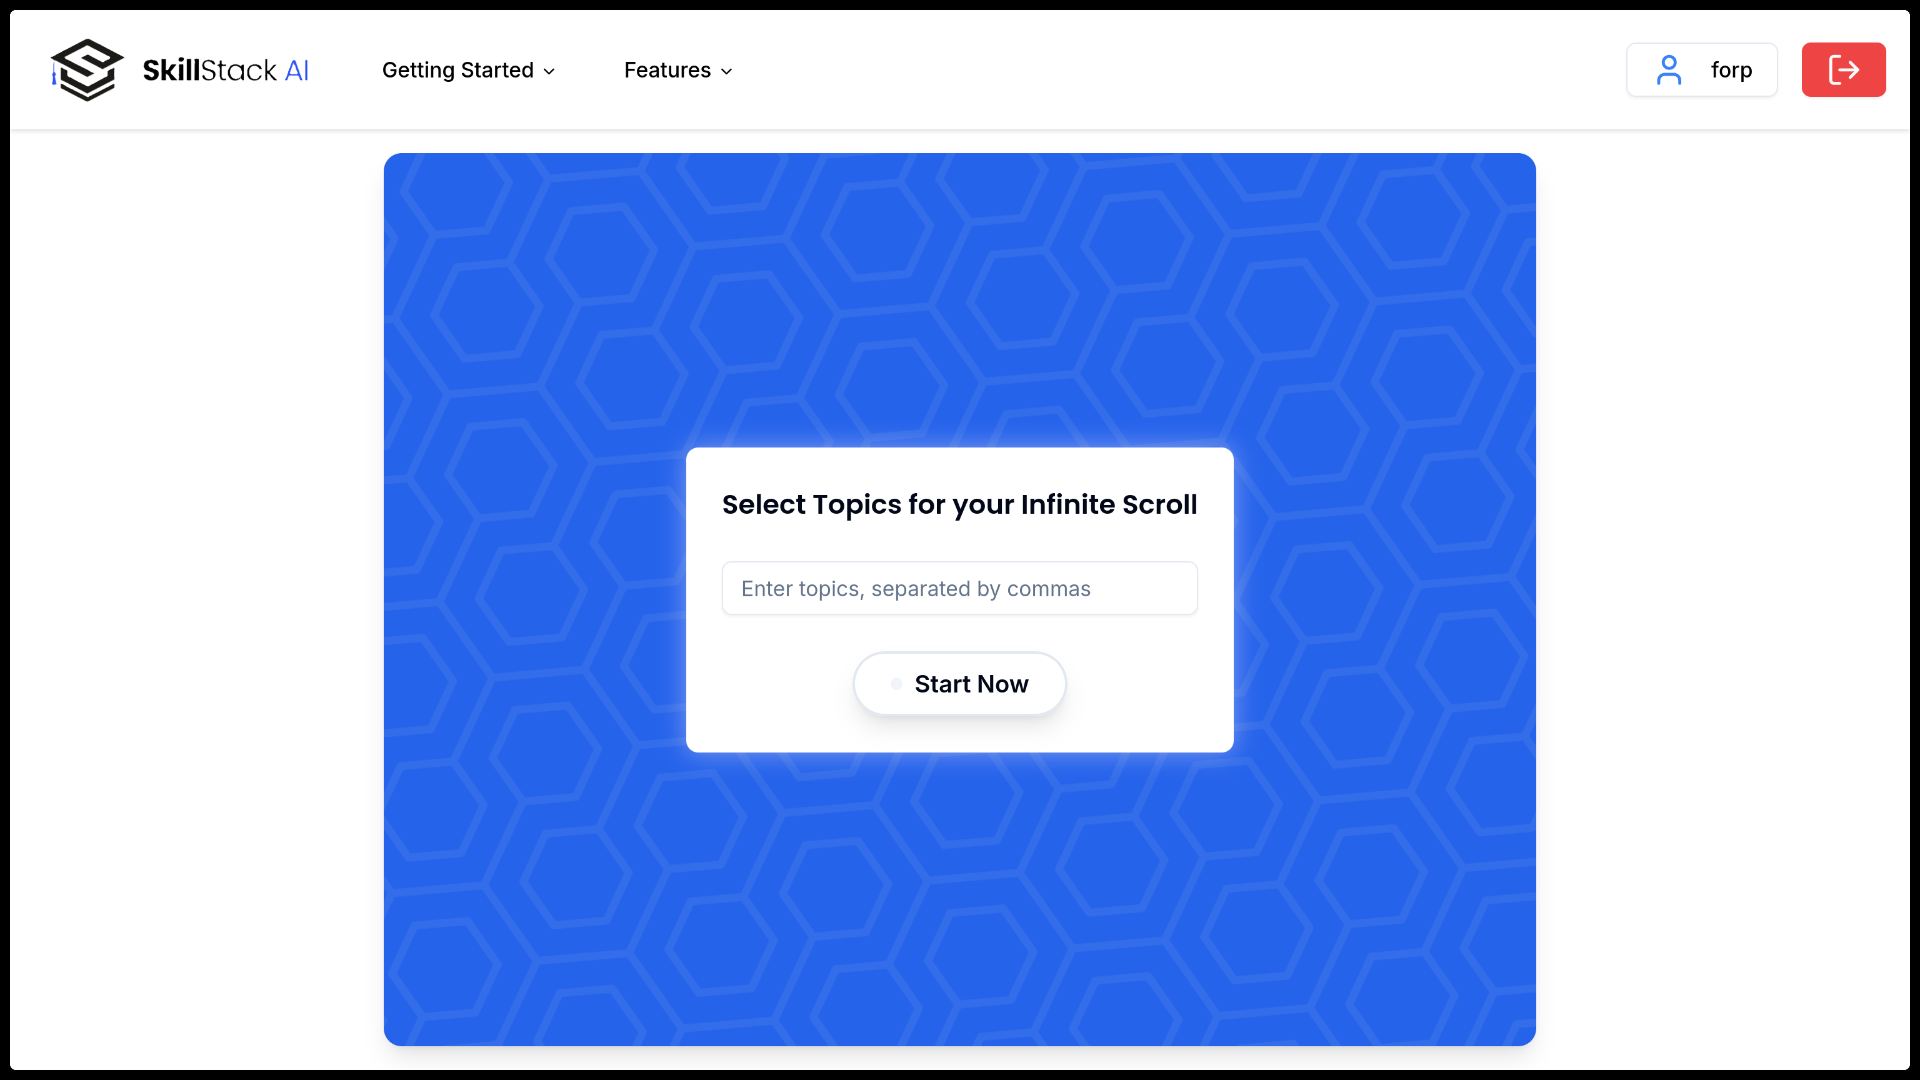 SkillStack AI
Getting Started
Features
forp
Select Topics for your Infinite Scroll
Enter topics, separated by commas
Start Now